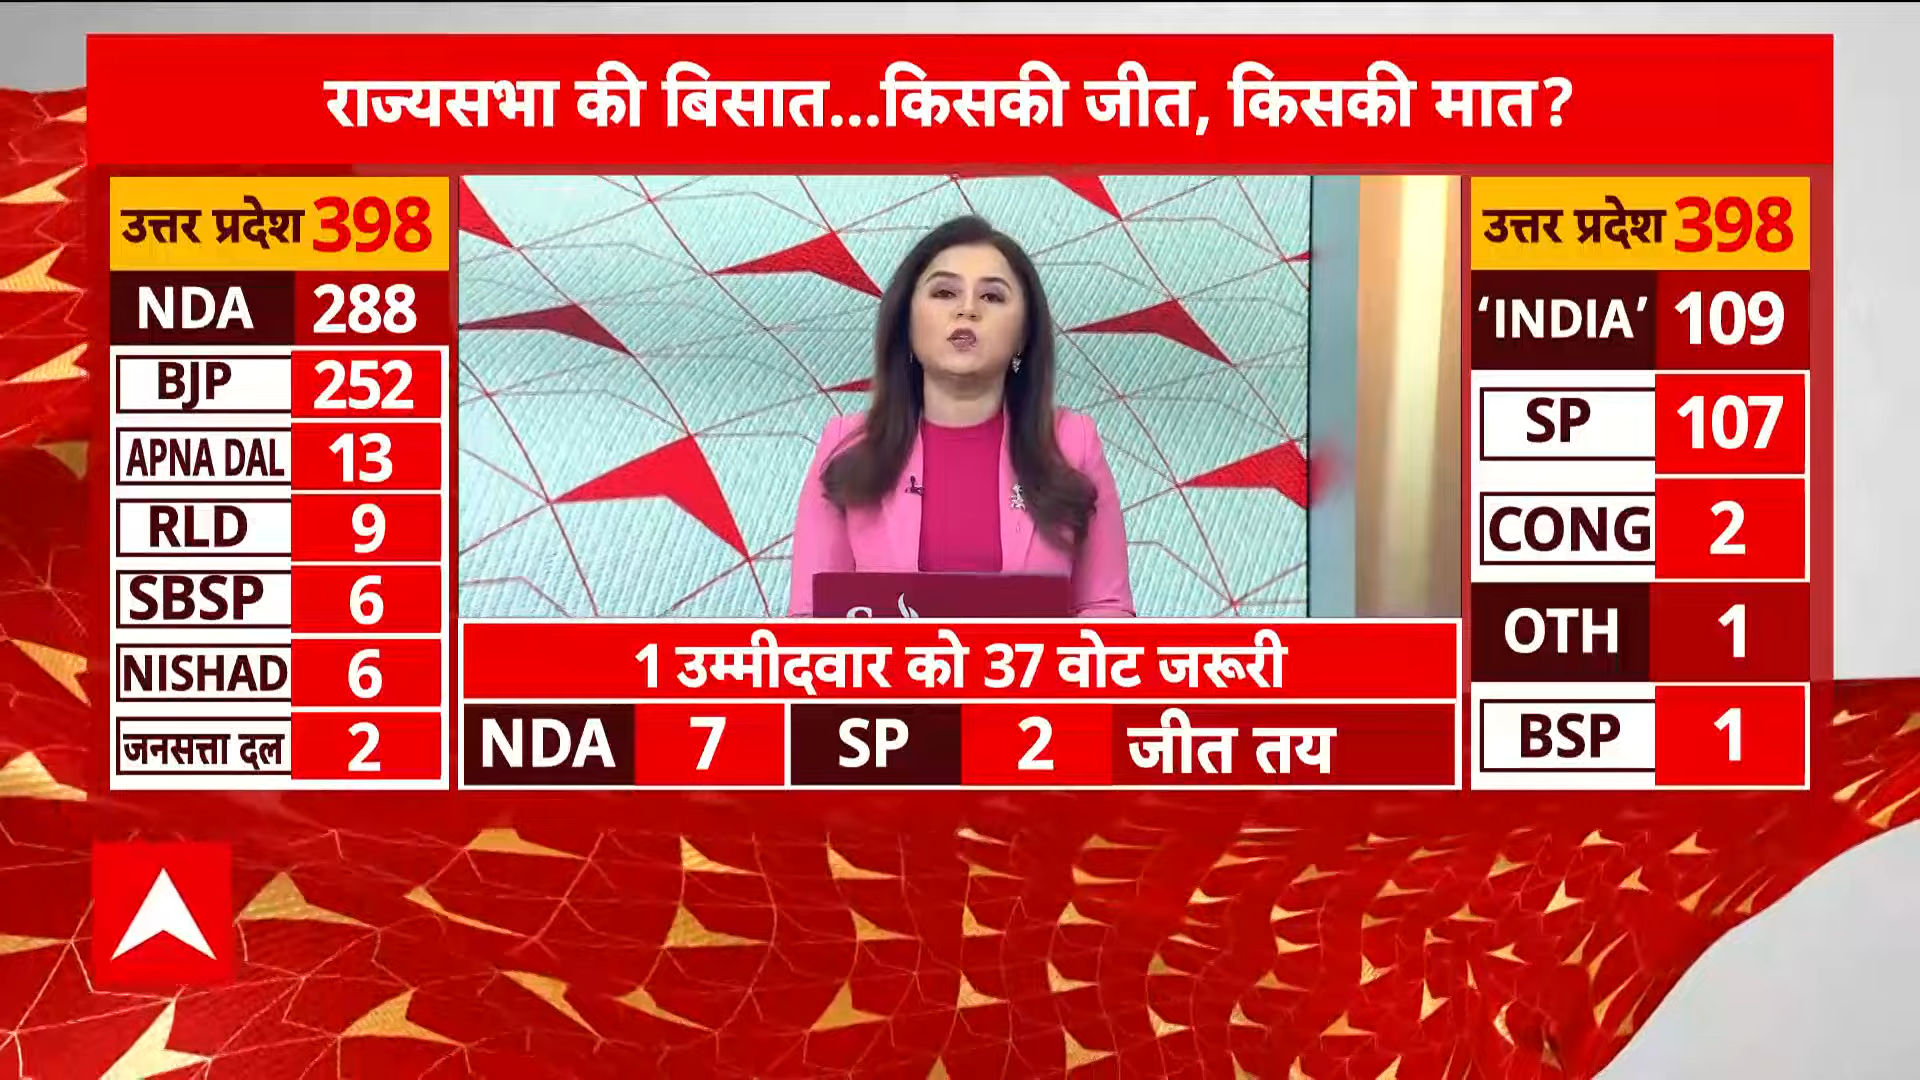 राज्यसभा की बिसात...किसकी जीत, किसकी मात?
उत्तर प्रदेश 398
NDA 288
BJP 252
APNA DAL 13
RLD 9
SBSP 6
NISHAD 6
जनसत्ता दल 2
1 उम्मीदवार को 37 वोट जरूरी
NDA 7 SP 2 जीत तय
उत्तर प्रदेश 398
‘INDIA’ 109
SP 107
CONG 2
OTH 1
BSP 1